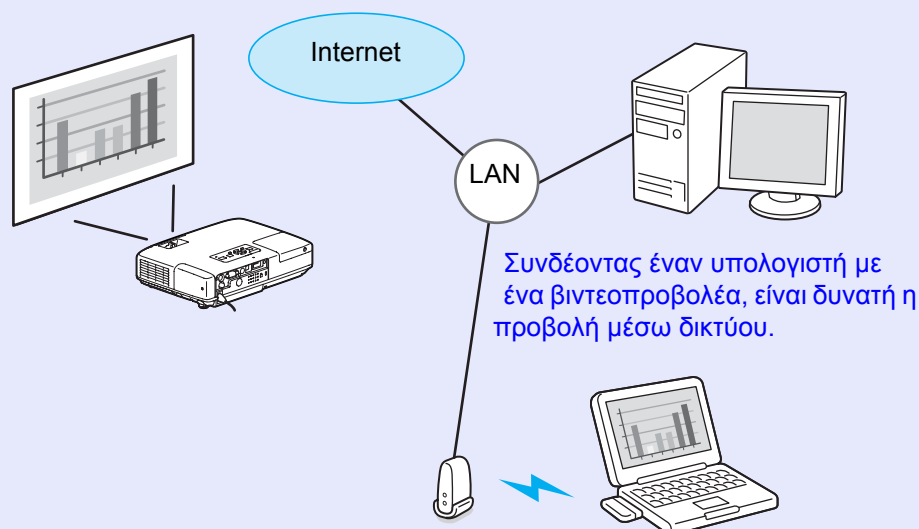 Internet
LAN
Συνδέοντας έναν υπολογιστή με
ένα βιντεοπροβολέα, είναι δυνατή η
προβολή μέσω δικτύου.